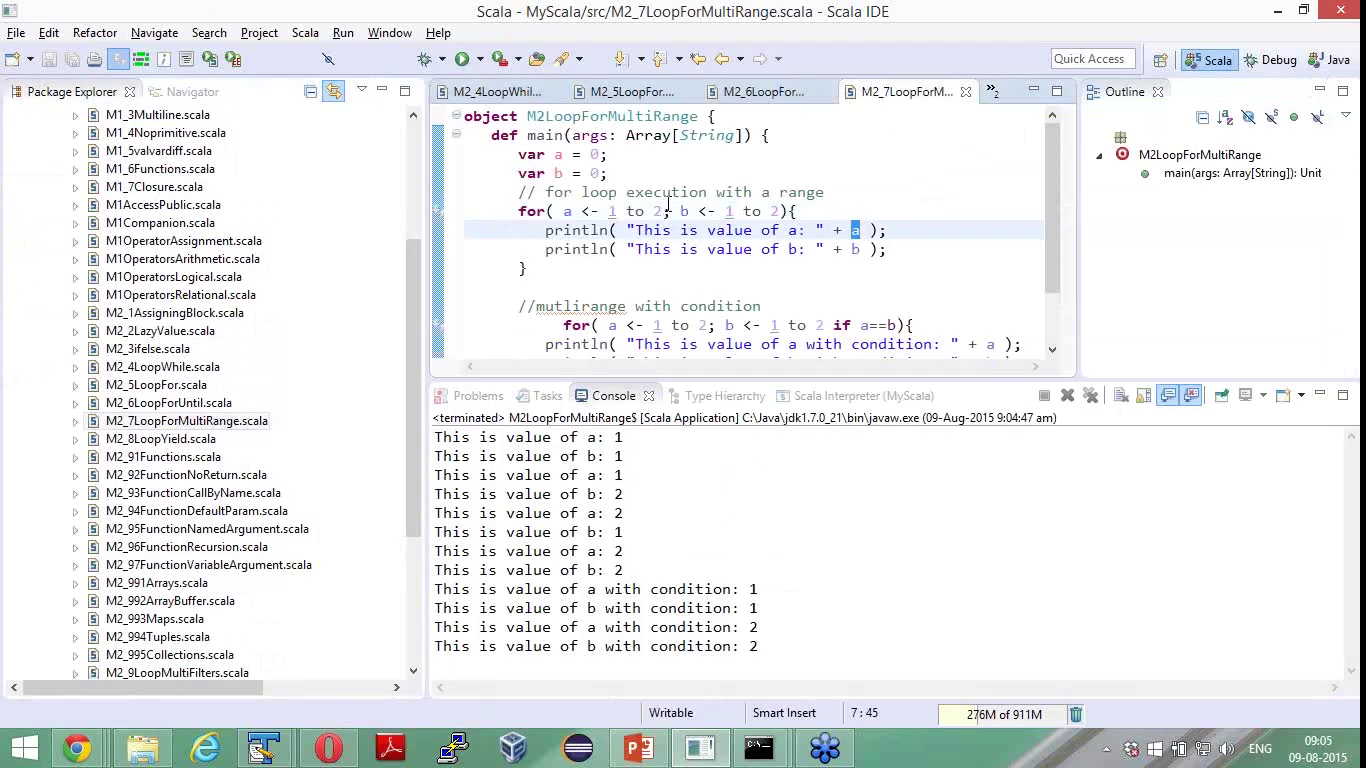 Scala - MyScala/src/M2_7LoopForMultiRange.scala - Scala IDE
File Edit Refactor Navigate Search Project Scala Run Window Help
Quick Access Scala Debug Java
Package Explorer Navigator
M1_3Multiline.scala
M1_4Noprimitive.scala
M1_5valvardiff.scala
M1_6Functions.scala
M1_7Closure.scala
M1AccessPublic.scala
M1Companion.scala
M1OperatorAssignment.scala
M1OperatorsArithmetic.scala
M1OperatorsLogical.scala
M1OperatorsRelational.scala
M2_1AssigningBlock.scala
M2_2LazyValue.scala
M2_3ifelse.scala
M2_4LoopWhile.scala
M2_5LoopFor.scala
M2_6LoopForUntil.scala
M2_7LoopForMultiRange.scala
M2_8LoopYield.scala
M2_91Functions.scala
M2_92FunctionNoReturn.scala
M2_93FunctionCallByName.scala
M2_94FunctionDefaultParam.scala
M2_95FunctionNamedArgument.scala
M2_96FunctionRecursion.scala
M2_97FunctionVariableArgument.scala
M2_991Arrays.scala
M2_992ArrayBuffer.scala
M2_993Maps.scala
M2_994Tuples.scala
M2_995Collections.scala
M2_9LoopMultiFilters.scala
M2_4LoopWhil... M2_5LoopFor.... M2_6LoopFor... M2_7LoopForM... »2
object M2LoopForMultiRange {
def main(args: Array[String]) {
var a = 0;
var b = 0;
// for loop execution with a range
for( a <- 1 to 2; b <- 1 to 2){
println( "This is value of a: " + a );
println( "This is value of b: " + b );
}
//mutlirange with condition
for( a <- 1 to 2; b <- 1 to 2 if a==b){
println( "This is value of a with condition: " + a );
Outline
M2LoopForMultiRange
main(args: Array[String]): Unit
Problems Tasks Console Type Hierarchy Scala Interpreter (MyScala)
<terminated> M2LoopForMultiRange$ [Scala Application] C:\Java\jdk1.7.0_21\bin\javaw.exe (09-Aug-2015 9:04:47 am)
This is value of a: 1
This is value of b: 1
This is value of a: 1
This is value of b: 2
This is value of a: 2
This is value of b: 1
This is value of a: 2
This is value of b: 2
This is value of a with condition: 1
This is value of b with condition: 1
This is value of a with condition: 2
This is value of b with condition: 2
Writable Smart Insert 7 : 45 276M of 911M
ENG 09:05
09-08-2015